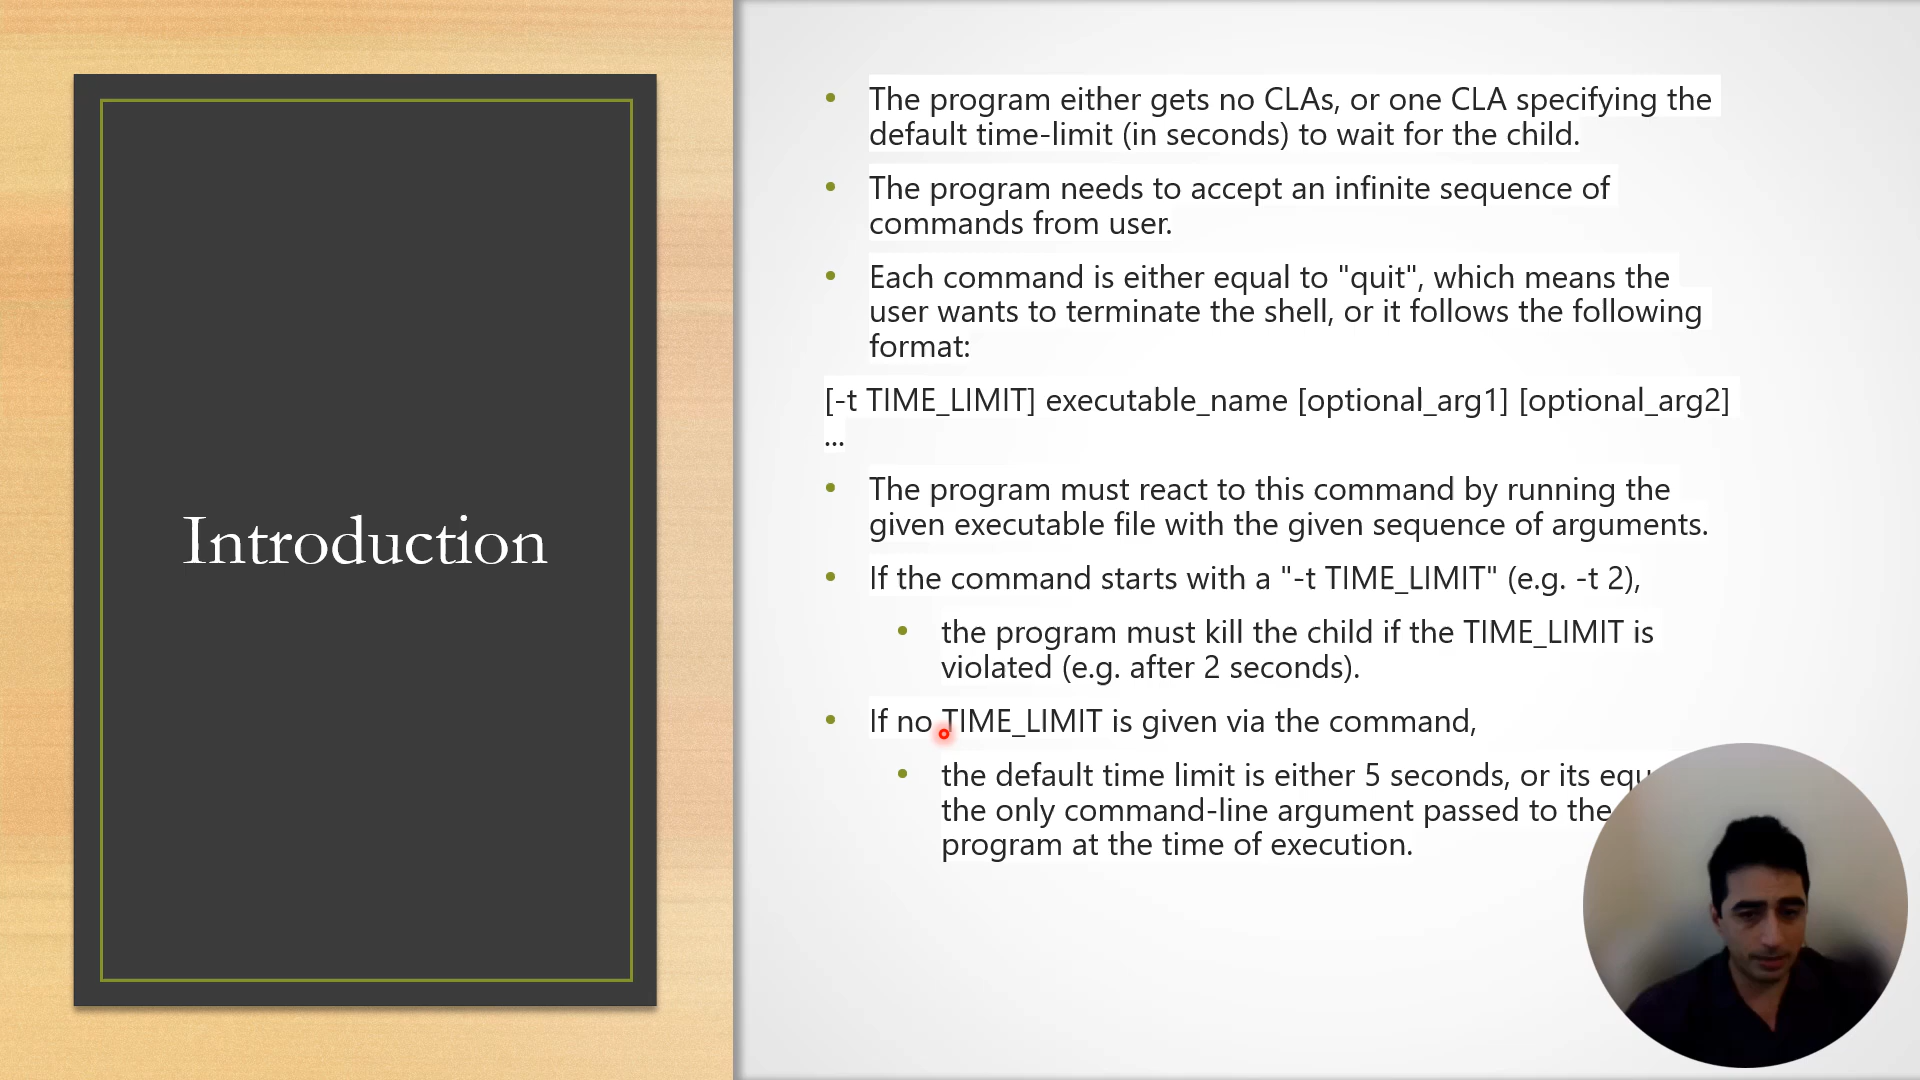 Introduction
The program either gets no CLAs, or one CLA specifying the
default time-limit (in seconds) to wait for the child.
The program needs to accept an infinite sequence of
commands from user.
Each command is either equal to "quit", which means the
user wants to terminate the shell, or it follows the following
format:
[-t TIME_LIMIT] executable_name [optional_arg1] [optional_arg2]
...
The program must react to this command by running the
given executable file with the given sequence of arguments.
If the command starts with a "-t TIME_LIMIT" (e.g. -t 2),
the program must kill the child if the TIME_LIMIT is
violated (e.g. after 2 seconds).
If no TIME_LIMIT is given via the command,
the default time limit is either 5 seconds, or its
the only command-line argument passed to the
program at the time of execution.